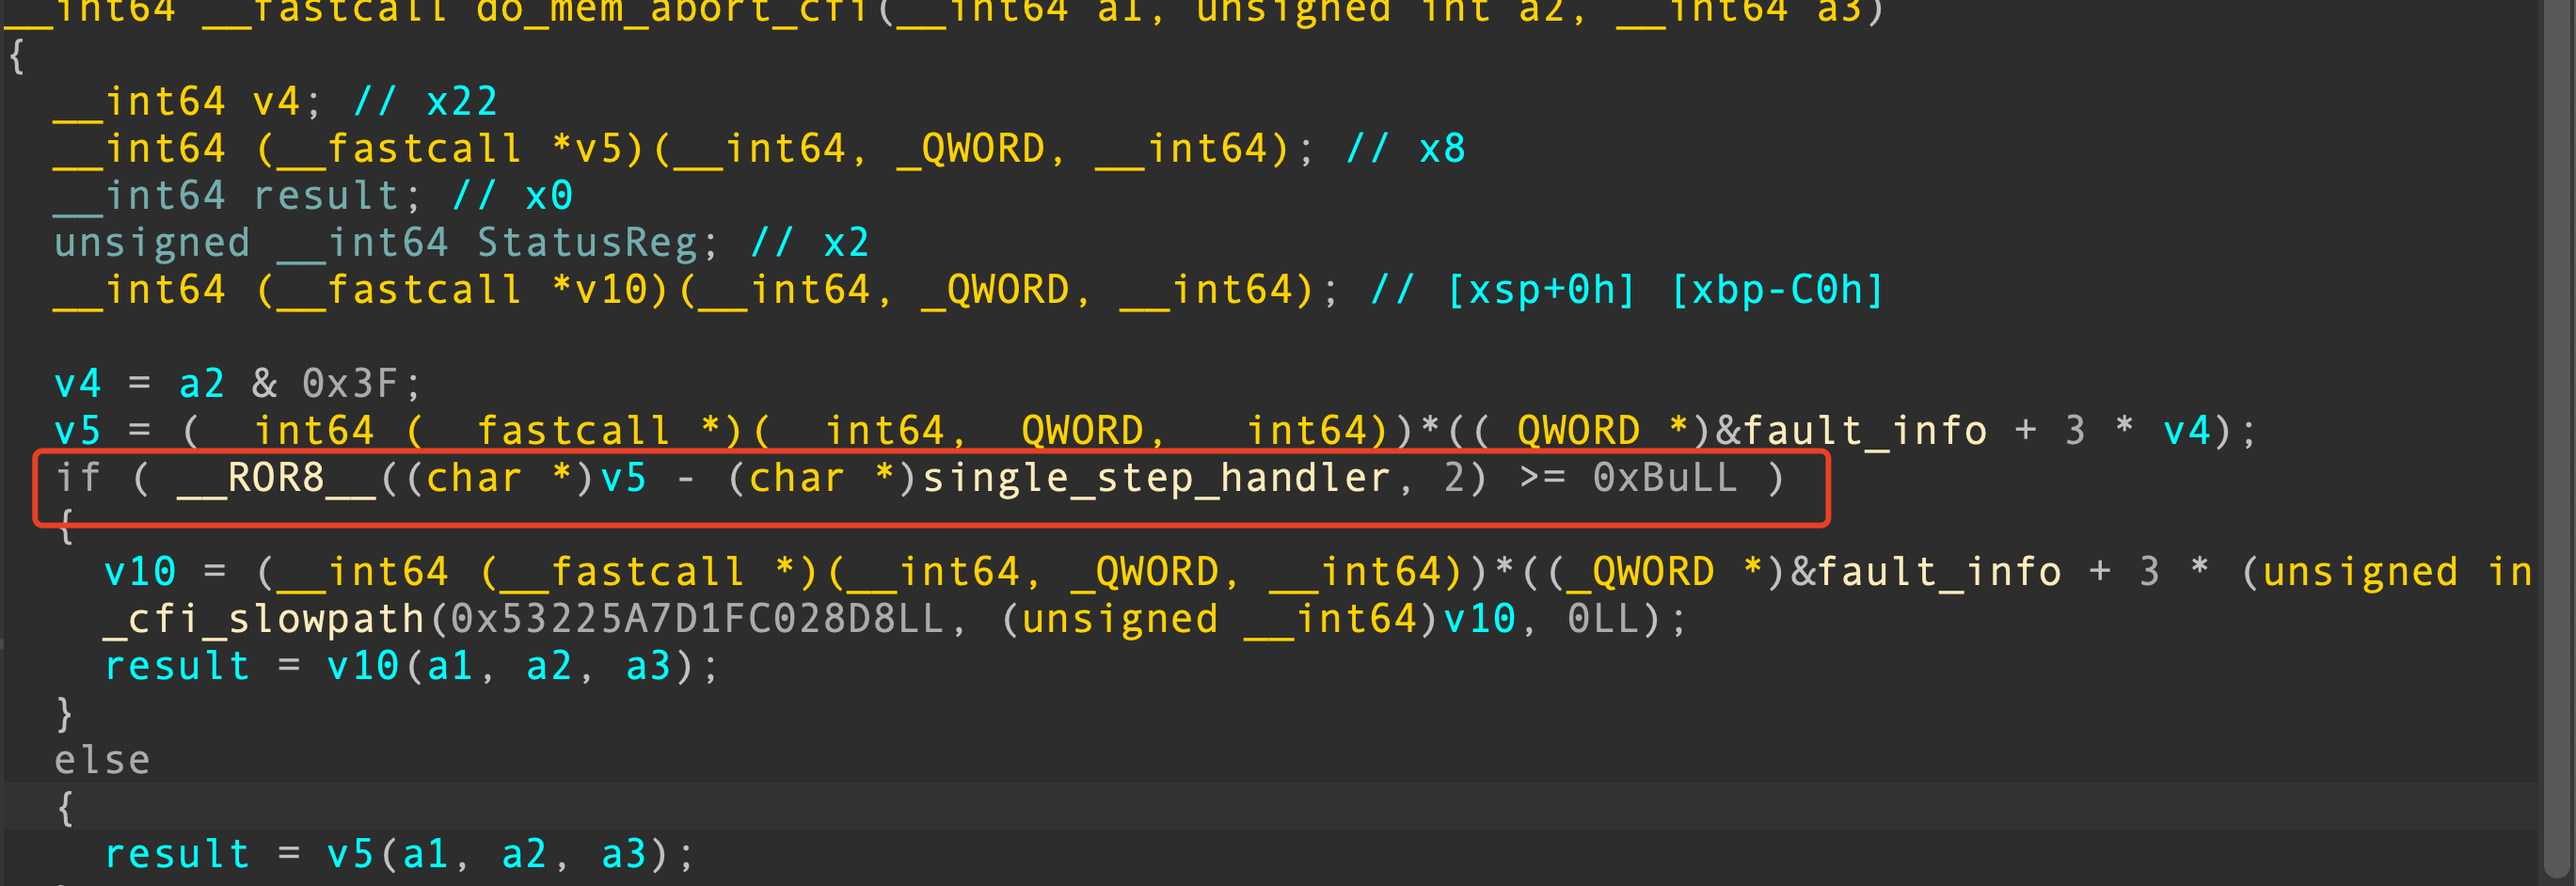 __int64 __fastcall do_mem_abort_cfi(__int64 a1, unsigned int a2, __int64 a3)
{
__int64 v4; // x22
__int64 (__fastcall *v5)(__int64, _QWORD, __int64); // x8
__int64 result; // x0
unsigned __int64 StatusReg; // x2
__int64 (__fastcall *v10)(__int64, _QWORD, __int64); // [xsp+0h] [xbp-C0h]
v4 = a2 & 0x3F;
v5 = (__int64 (__fastcall *)(__int64, _QWORD, __int64))*((_QWORD *)&fault_info + 3 * v4);
if ( __ROR8__((char *)v5 - (char *)single_step_handler, 2) >= 0xBuLL )
{
v10 = (__int64 (__fastcall *)(__int64, _QWORD, __int64))*((_QWORD *)&fault_info + 3 * (unsigned in
_cfi_slowpath(0x53225A7D1FC028D8LL, (unsigned __int64)v10, 0LL);
result = v10(a1, a2, a3);
}
else
{
result = v5(a1, a2, a3);